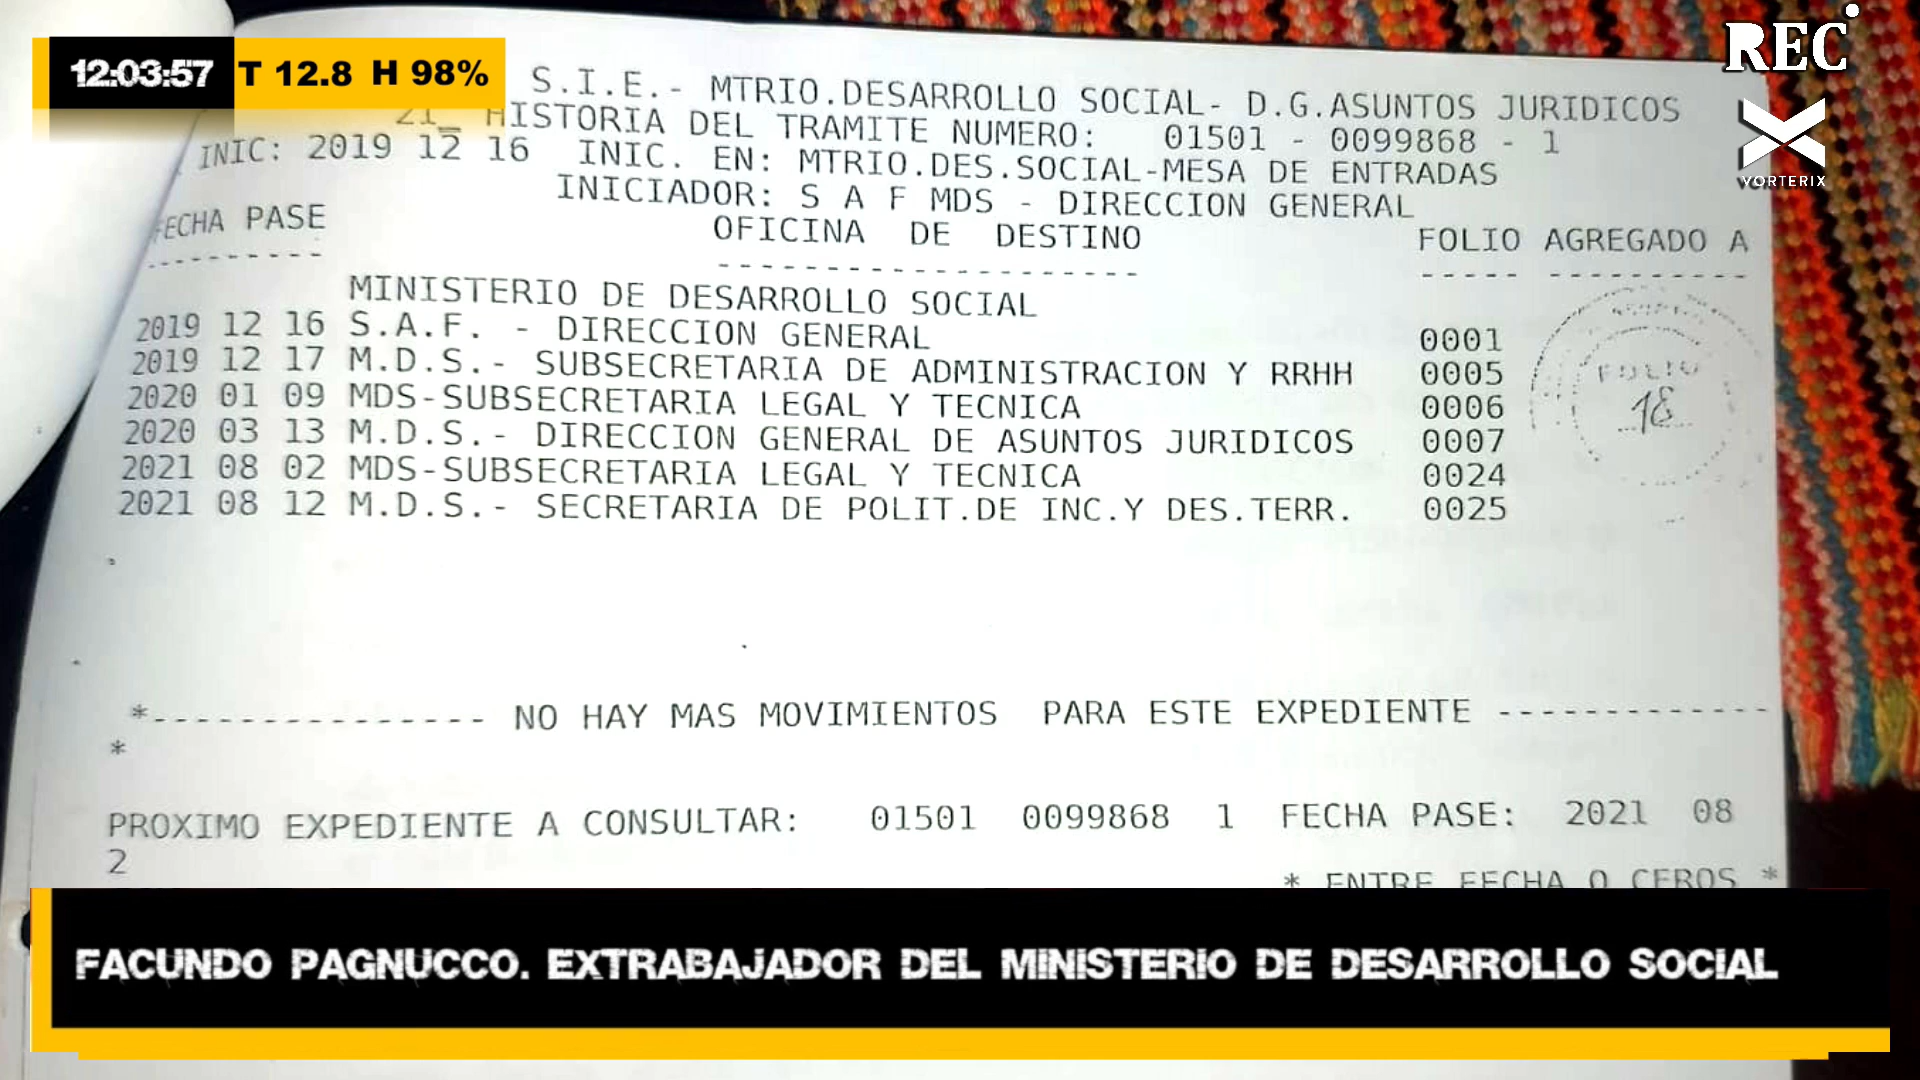 12:03:57 T 12.8 H 98%
REC
VORTERIX
S.I.E.- MTRIO.DESARROLLO SOCIAL- D.G.ASUNTOS JURIDICOS
21_ HISTORIA DEL TRAMITE NUMERO: 01501 - 0099868 - 1
INIC: 2019 12 16 INIC. EN: MTRIO.DES.SOCIAL-MESA DE ENTRADAS
INICIADOR: S A F MDS - DIRECCION GENERAL
FECHA PASE OFICINA DE DESTINO FOLIO AGREGADO A
---------- ------------------- ----- ----------
MINISTERIO DE DESARROLLO SOCIAL
2019 12 16 S.A.F. - DIRECCION GENERAL 0001
2019 12 17 M.D.S.- SUBSECRETARIA DE ADMINISTRACION Y RRHH 0005
2020 01 09 MDS-SUBSECRETARIA LEGAL Y TECNICA 0006
2020 03 13 M.D.S.- DIRECCION GENERAL DE ASUNTOS JURIDICOS 0007
2021 08 02 MDS-SUBSECRETARIA LEGAL Y TECNICA 0024
2021 08 12 M.D.S.- SECRETARIA DE POLIT.DE INC.Y DES.TERR. 0025
FOLIO
18
*--------------- NO HAY MAS MOVIMIENTOS PARA ESTE EXPEDIENTE -------------
*
PROXIMO EXPEDIENTE A CONSULTAR: 01501 0099868 1 FECHA PASE: 2021 08
2
* ENTRE FECHA O CEROS *
FACUNDO PAGNUCCO. EXTRABAJADOR DEL MINISTERIO DE DESARROLLO SOCIAL